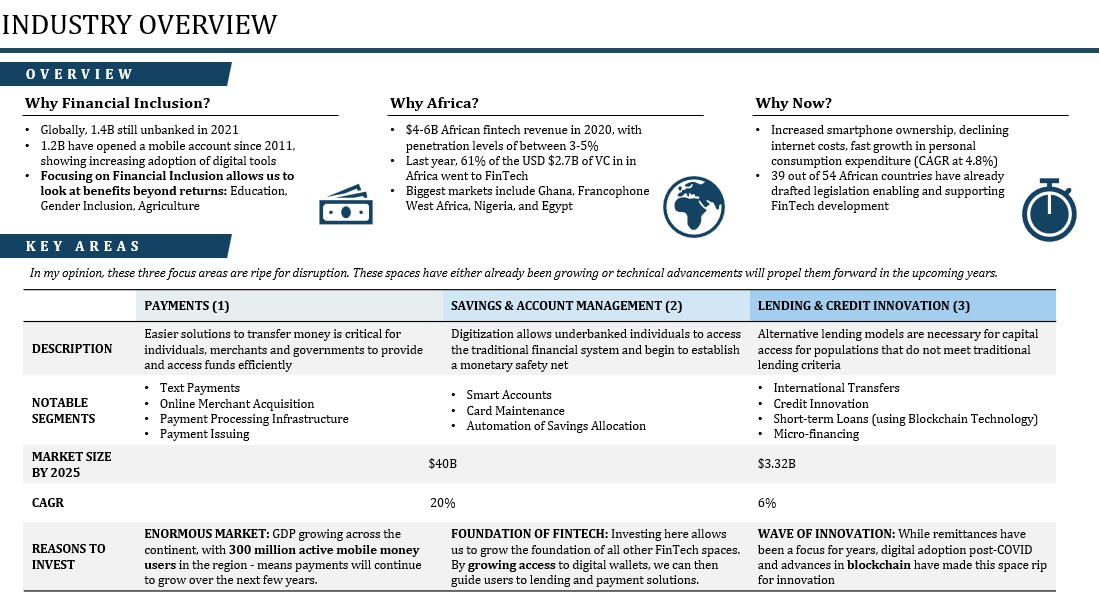 INDUSTRY OVERVIEW
OVERVIEW
Why Financial Inclusion?
• Globally, 1.4B still unbanked in 2021
• 1.2B have opened a mobile account since 2011,
showing increasing adoption of digital tools
• Focusing on Financial Inclusion allows us to
look at benefits beyond returns: Education,
Gender Inclusion, Agriculture
Why Africa?
• $4-6B African fintech revenue in 2020, with
penetration levels of between 3-5%
• Last year, 61% of the USD $2.7B of VC in in
Africa went to FinTech
• Biggest markets include Ghana, Francophone
West Africa, Nigeria, and Egypt
Why Now?
• Increased smartphone ownership, declining
internet costs, fast growth in personal
consumption expenditure (CAGR at 4.8%)
• 39 out of 54 African countries have already
drafted legislation enabling and supporting
FinTech development
KEY AREAS
In my opinion, these three focus areas are ripe for disruption. These spaces have either already been growing or technical advancements will propel them forward in the upcoming years.
PAYMENTS (1)
SAVINGS & ACCOUNT MANAGEMENT (2)
LENDING & CREDIT INNOVATION (3)
DESCRIPTION
Easier solutions to transfer money is critical for
individuals, merchants and governments to provide
and access funds efficiently
Digitization allows underbanked individuals to access
the traditional financial system and begin to establish
a monetary safety net
Alternative lending models are necessary for capital
access for populations that do not meet traditional
lending criteria
NOTABLE
SEGMENTS
• Text Payments
• Online Merchant Acquisition
• Payment Processing Infrastructure
• Payment Issuing
• Smart Accounts
• Card Maintenance
• Automation of Savings Allocation
• International Transfers
• Credit Innovation
• Short-term Loans (using Blockchain Technology)
• Micro-financing
MARKET SIZE
BY 2025
$40B
$3.32B
CAGR
20%
6%
REASONS TO
INVEST
ENORMOUS MARKET: GDP growing across the
continent, with 300 million active mobile money
users in the region - means payments will continue
to grow over the next few years.
FOUNDATION OF FINTECH: Investing here allows
us to grow the foundation of all other FinTech spaces.
By growing access to digital wallets, we can then
guide users to lending and payment solutions.
WAVE OF INNOVATION: While remittances have
been a focus for years, digital adoption post-COVID
and advances in blockchain have made this space rip
for innovation